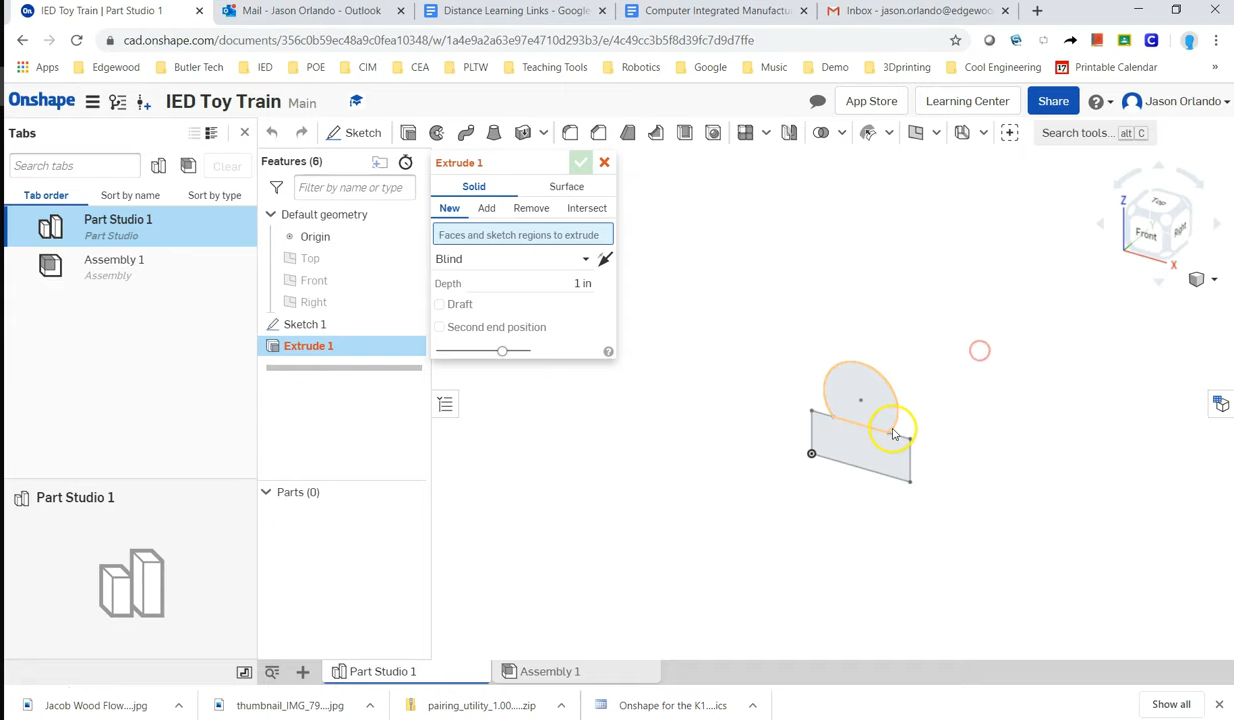 IED Toy Train | Part Studio 1
Mail - Jason Orlando - Outlook
Distance Learning Links - Google
Computer Integrated Manufactu
Inbox - jason.orlando@edgewoo
cad.onshape.com/documents/356c0b59ec48a9c0fea10348/w/1a4e9a2a63e97e4710d293b3/e/4c49cc3b5f8d39fc7d9d7ffe
Apps
Edgewood
Butler Tech
IED
POE
CIM
CEA
PLTW
Teaching Tools
Robotics
Google
Music
Demo
3Dprinting
Cool Engineering
17 Printable Calendar
»
Onshape
IED Toy Train Main
App Store
Learning Center
Share
Jason Orlando
Tabs
Sketch
Search tools... alt C
Search tabs
Clear
Tab order
Sort by name
Sort by type
Part Studio 1
Part Studio
Assembly 1
Assembly
Part Studio 1
Features (6)
Filter by name or type
Default geometry
Origin
Top
Front
Right
Sketch 1
Extrude 1
Parts (0)
Extrude 1
Solid
Surface
New
Add
Remove
Intersect
Faces and sketch regions to extrude
Blind
Depth
1 in
Draft
Second end position
Z
Top
Front
Right
Y
X
Part Studio 1
Assembly 1
Jacob Wood Flow....jpg
thumbnail_IMG_79....jpg
pairing_utility_1.00....zip
Onshape for the K1....ics
Show all